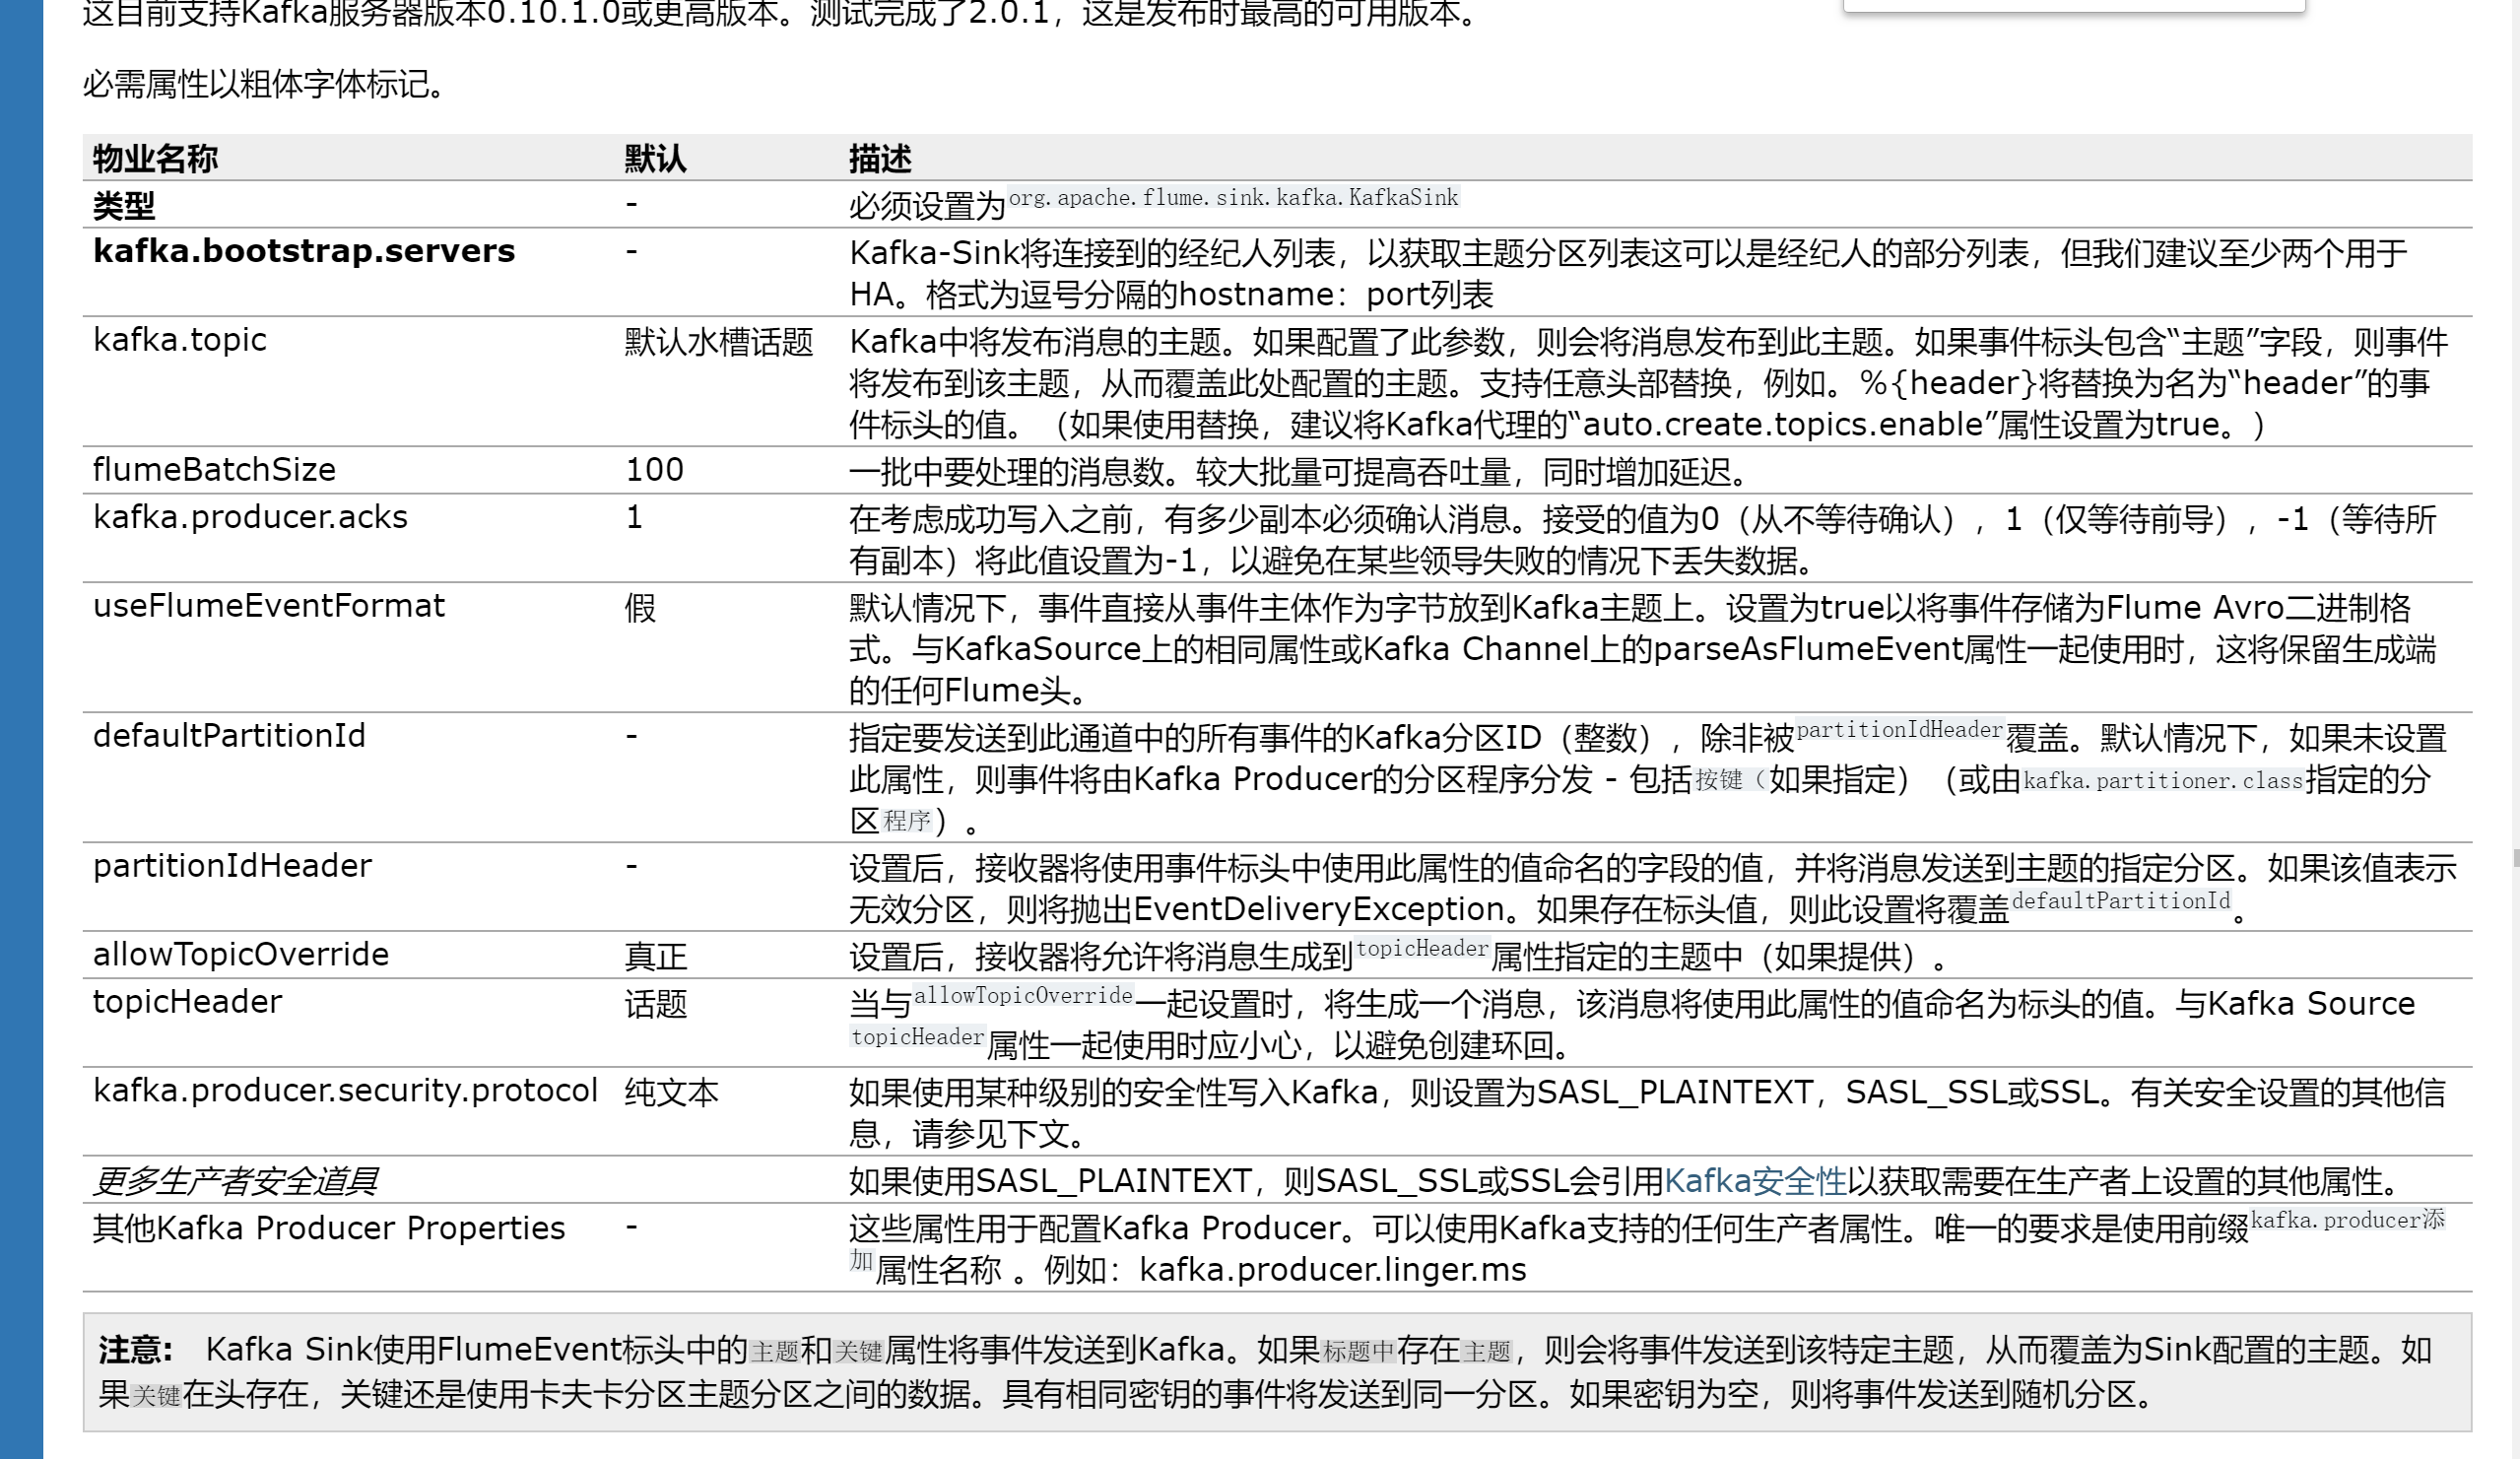 这目前支持Kafka服务器版本0.10.1.0或更高版本。测试完成了2.0.1，这是发布时最高的可用版本。
必需属性以粗体字体标记。
物业名称 默认 描述
类型 - 必须设置为org.apache.flume.sink.kafka.KafkaSink
kafka.bootstrap.servers - Kafka-Sink将连接到的经纪人列表，以获取主题分区列表这可以是经纪人的部分列表，但我们建议至少两个用于
HA。格式为逗号分隔的hostname：port列表
kafka.topic 默认水槽话题 Kafka中将发布消息的主题。如果配置了此参数，则会将消息发布到此主题。如果事件标头包含“主题”字段，则事件
将发布到该主题，从而覆盖此处配置的主题。支持任意头部替换，例如。％{header}将替换为名为“header”的事
件标头的值。（如果使用替换，建议将Kafka代理的“auto.create.topics.enable”属性设置为true。）
flumeBatchSize 100 一批中要处理的消息数。较大批量可提高吞吐量，同时增加延迟。
kafka.producer.acks 1 在考虑成功写入之前，有多少副本必须确认消息。接受的值为0（从不等待确认），1（仅等待前导），-1（等待所
有副本）将此值设置为-1，以避免在某些领导失败的情况下丢失数据。
useFlumeEventFormat 假 默认情况下，事件直接从事件主体作为字节放到Kafka主题上。设置为true以将事件存储为Flume Avro二进制格
式。与KafkaSource上的相同属性或Kafka Channel上的parseAsFlumeEvent属性一起使用时，这将保留生成端
的任何Flume头。
defaultPartitionId - 指定要发送到此通道中的所有事件的Kafka分区ID（整数），除非被partitionIdHeader覆盖。默认情况下，如果未设置
此属性，则事件将由Kafka Producer的分区程序分发 - 包括按键（如果指定）（或由kafka.partitioner.class指定的分
区程序）。
partitionIdHeader - 设置后，接收器将使用事件标头中使用此属性的值命名的字段的值，并将消息发送到主题的指定分区。如果该值表示
无效分区，则将抛出EventDeliveryException。如果存在标头值，则此设置将覆盖defaultPartitionId。
allowTopicOverride 真正 设置后，接收器将允许将消息生成到topicHeader属性指定的主题中（如果提供）。
topicHeader 话题 当与allowTopicOverride一起设置时，将生成一个消息，该消息将使用此属性的值命名为标头的值。与Kafka Source
topicHeader属性一起使用时应小心，以避免创建环回。
kafka.producer.security.protocol 纯文本 如果使用某种级别的安全性写入Kafka，则设置为SASL_PLAINTEXT，SASL_SSL或SSL。有关安全设置的其他信
息，请参见下文。
更多生产者安全道具 如果使用SASL_PLAINTEXT，则SASL_SSL或SSL会引用Kafka安全性以获取需要在生产者上设置的其他属性。
其他Kafka Producer Properties - 这些属性用于配置Kafka Producer。可以使用Kafka支持的任何生产者属性。唯一的要求是使用前缀kafka.producer添
加属性名称 。例如：kafka.producer.linger.ms
注意: Kafka Sink使用FlumeEvent标头中的主题和关键属性将事件发送到Kafka。如果标题中存在主题，则会将事件发送到该特定主题，从而覆盖为Sink配置的主题。如
果关键在头存在，关键还是使用卡夫卡分区主题分区之间的数据。具有相同密钥的事件将发送到同一分区。如果密钥为空，则将事件发送到随机分区。